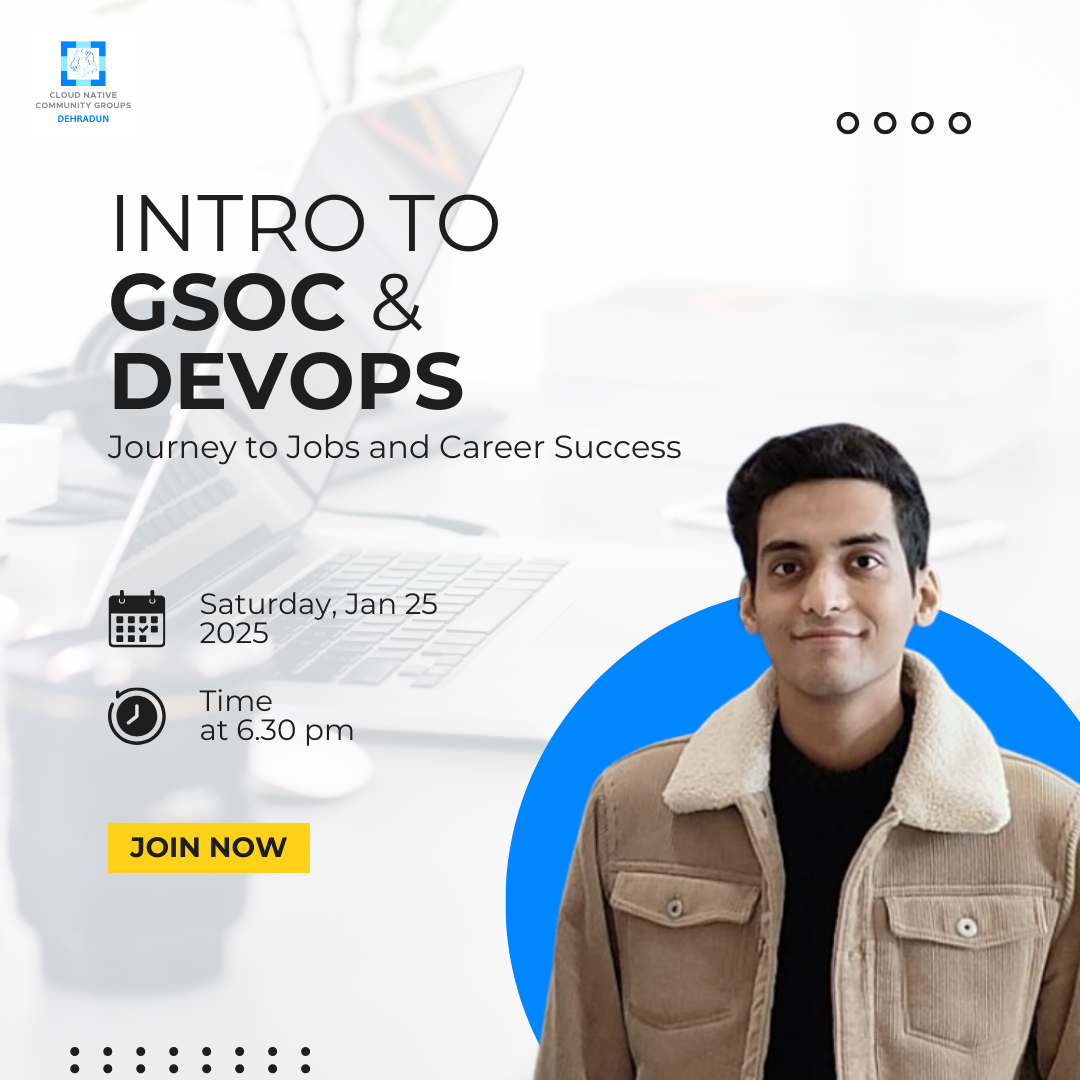 CLOUD NATIVE
COMMUNITY GROUPS
DEHRADUN
INTRO TO
GSOC &
DEVOPS
Journey to Jobs and Career Success
Saturday, Jan 25
2025
Time
at 6.30 pm
JOIN NOW